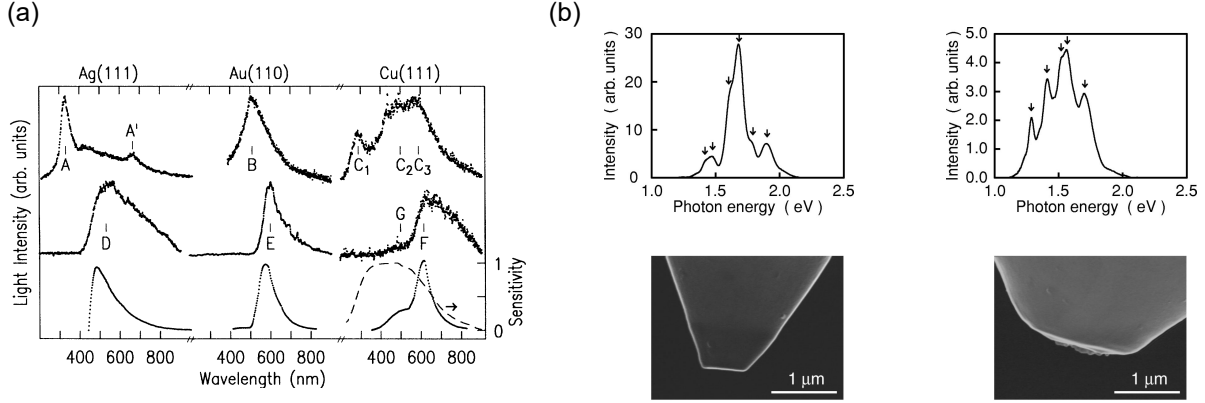 (a)
Ag(111) Au(110) Cu(111)
A A' B C1 C2 C3
D E G F
Light Intensity (arb. units)
1
0
Sensitivity
400 600 800 400 600 800 400 600 800
Wavelength (nm)
(b)
Intensity (arb. units)
30
20
10
0
1.0 1.5 2.0 2.5
Photon energy (eV)
Intensity (arb. units)
5.0
4.0
3.0
2.0
1.0
0.0
1.0 1.5 2.0 2.5
Photon energy (eV)
1 μm
1 μm